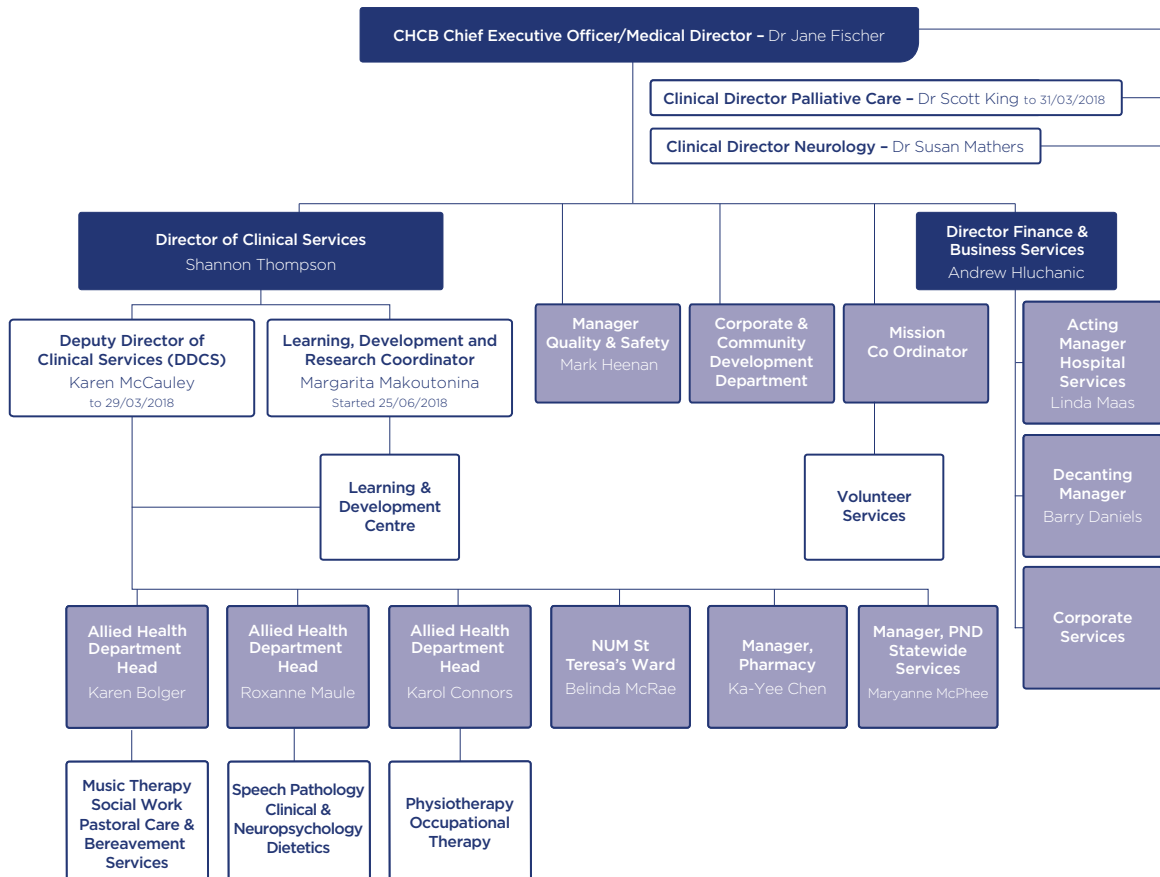 CHCB Chief Executive Officer/Medical Director – Dr Jane Fischer
Clinical Director Palliative Care – Dr Scott King to 31/03/2018
Clinical Director Neurology – Dr Susan Mathers
Director of Clinical Services
Shannon Thompson
Director Finance &
Business Services
Andrew Hluchanic
Deputy Director of
Clinical Services (DDCS)
Karen McCauley
to 29/03/2018
Learning, Development and
Research Coordinator
Margarita Makoutonina
Started 25/06/2018
Manager
Quality & Safety
Mark Heenan
Corporate &
Community
Development
Department
Mission
Co Ordinator
Acting
Manager
Hospital
Services
Linda Maas
Learning &
Development
Centre
Volunteer
Services
Decanting
Manager
Barry Daniels
Corporate
Services
Allied Health
Department
Head
Karen Bolger
Allied Health
Department
Head
Roxanne Maule
Allied Health
Department
Head
Karol Connors
NUM St
Teresa's Ward
Belinda McRae
Manager,
Pharmacy
Ka-Yee Chen
Manager, PND
Statewide
Services
Maryanne McPhee
Music Therapy
Social Work
Pastoral Care &
Bereavement
Services
Speech Pathology
Clinical &
Neuropsychology
Dietetics
Physiotherapy
Occupational
Therapy